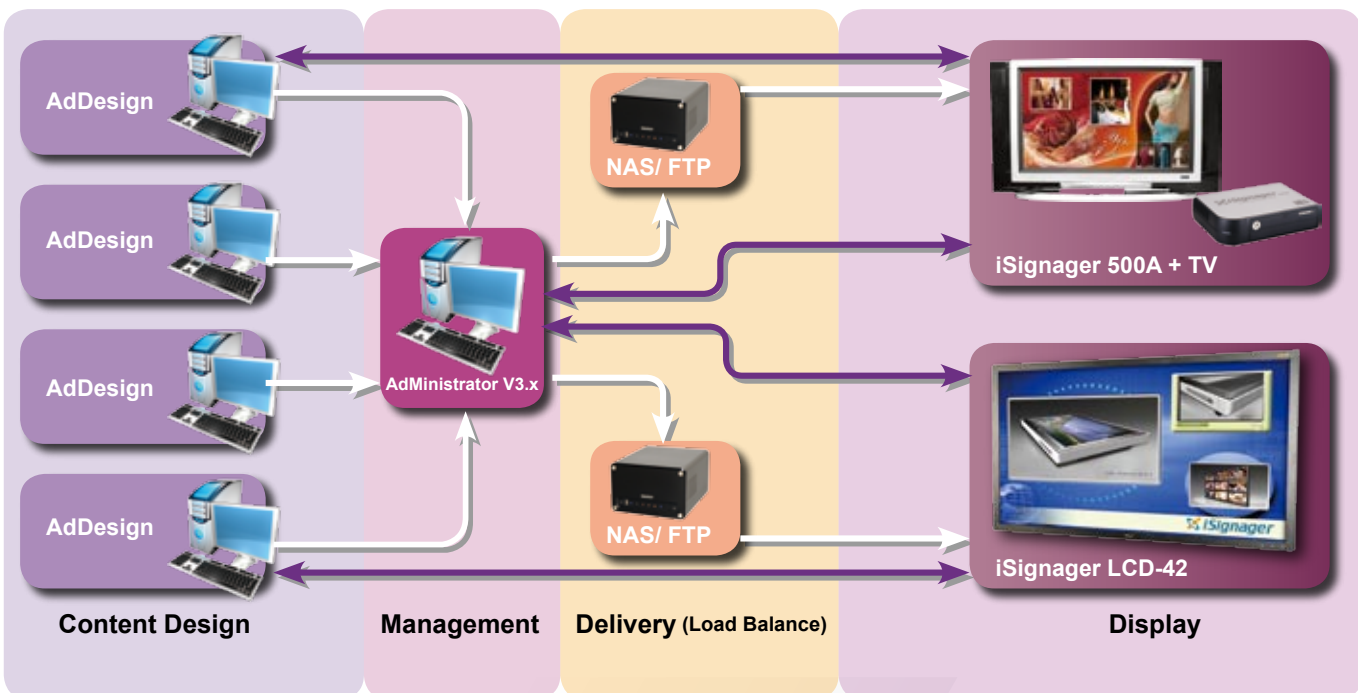 AdDesign
AdDesign
AdDesign
AdDesign
AdMinistrator V3.x
NAS/ FTP
NAS/ FTP
iSignager
iSignager 500A + TV
iSignager
iSignager LCD-42
Content Design
Management
Delivery (Load Balance)
Display